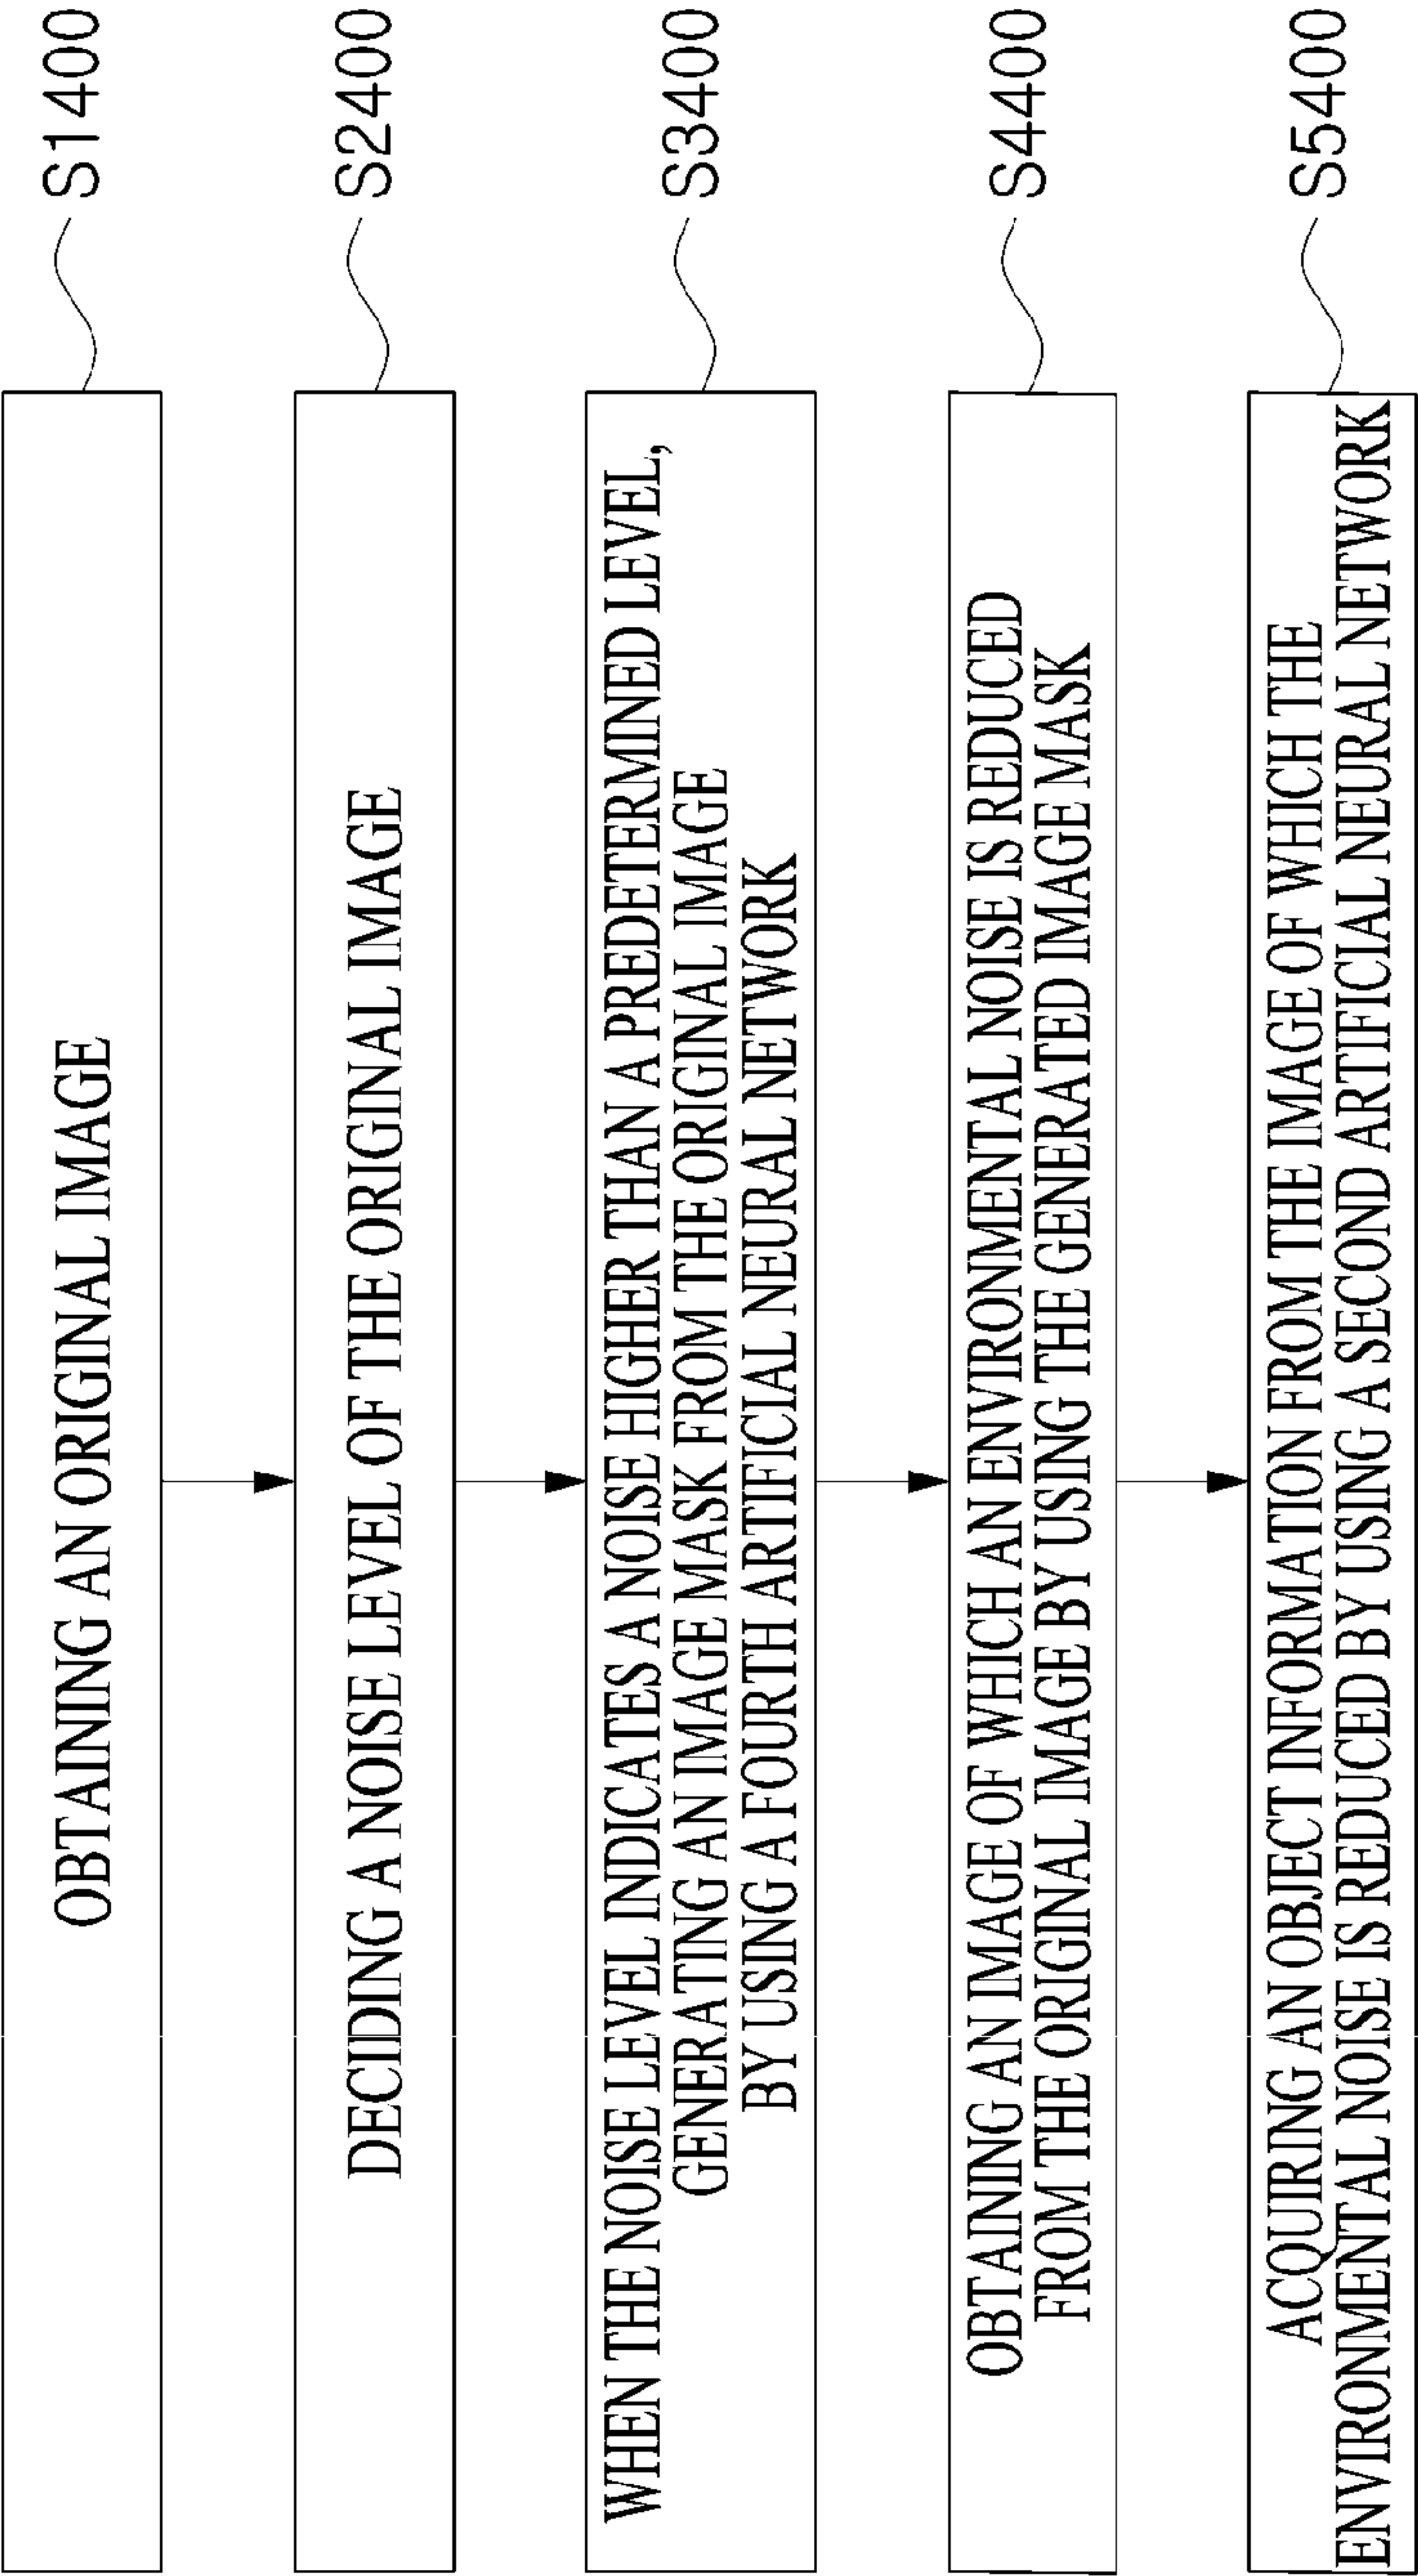 OBTAINING AN ORIGINAL IMAGE
S1400
DECIDING A NOISE LEVEL OF THE ORIGINAL IMAGE
S2400
WHEN THE NOISE LEVEL INDICATES A NOISE HIGHER THAN A PREDETERMINED LEVEL,
GENERATING AN IMAGE MASK FROM THE ORIGINAL IMAGE
BY USING A FOURTH ARTIFICIAL NEURAL NETWORK
S3400
OBTAINING AN IMAGE OF WHICH AN ENVIRONMENTAL NOISE IS REDUCED
FROM THE ORIGINAL IMAGE BY USING THE GENERATED IMAGE MASK
S4400
ACQUIRING AN OBJECT INFORMATION FROM THE IMAGE OF WHICH THE
ENVIRONMENTAL NOISE IS REDUCED BY USING A SECOND ARTIFICIAL NEURAL NETWORK
S5400